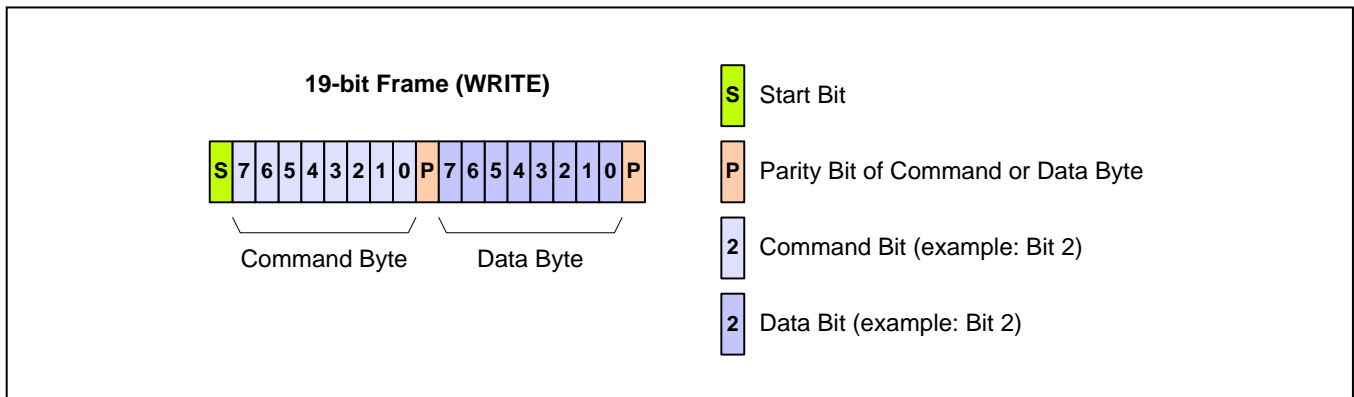 19-bit Frame (WRITE)
S 7 6 5 4 3 2 1 0 P 7 6 5 4 3 2 1 0 P
Command Byte Data Byte
S Start Bit
P Parity Bit of Command or Data Byte
2 Command Bit (example: Bit 2)
2 Data Bit (example: Bit 2)